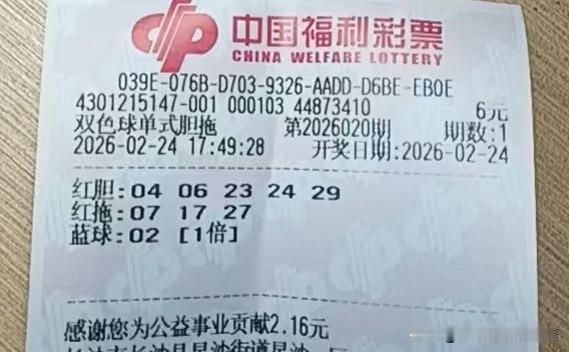 中国福利彩票
CHINA WELFARE LOTTERY
039E-076B-D703-9326-AADD-D6BE-EB0E
4301215147-001 000103 44873410 6元
双色球单式胆拖 第2026020期 期数:1
2026-02-24 17:49:28 开奖日期:2026-02-24
红胆:04 06 23 24 29
红拖:07 17 27
蓝球:02 [1倍]
感谢您为公益事业贡献2.16元